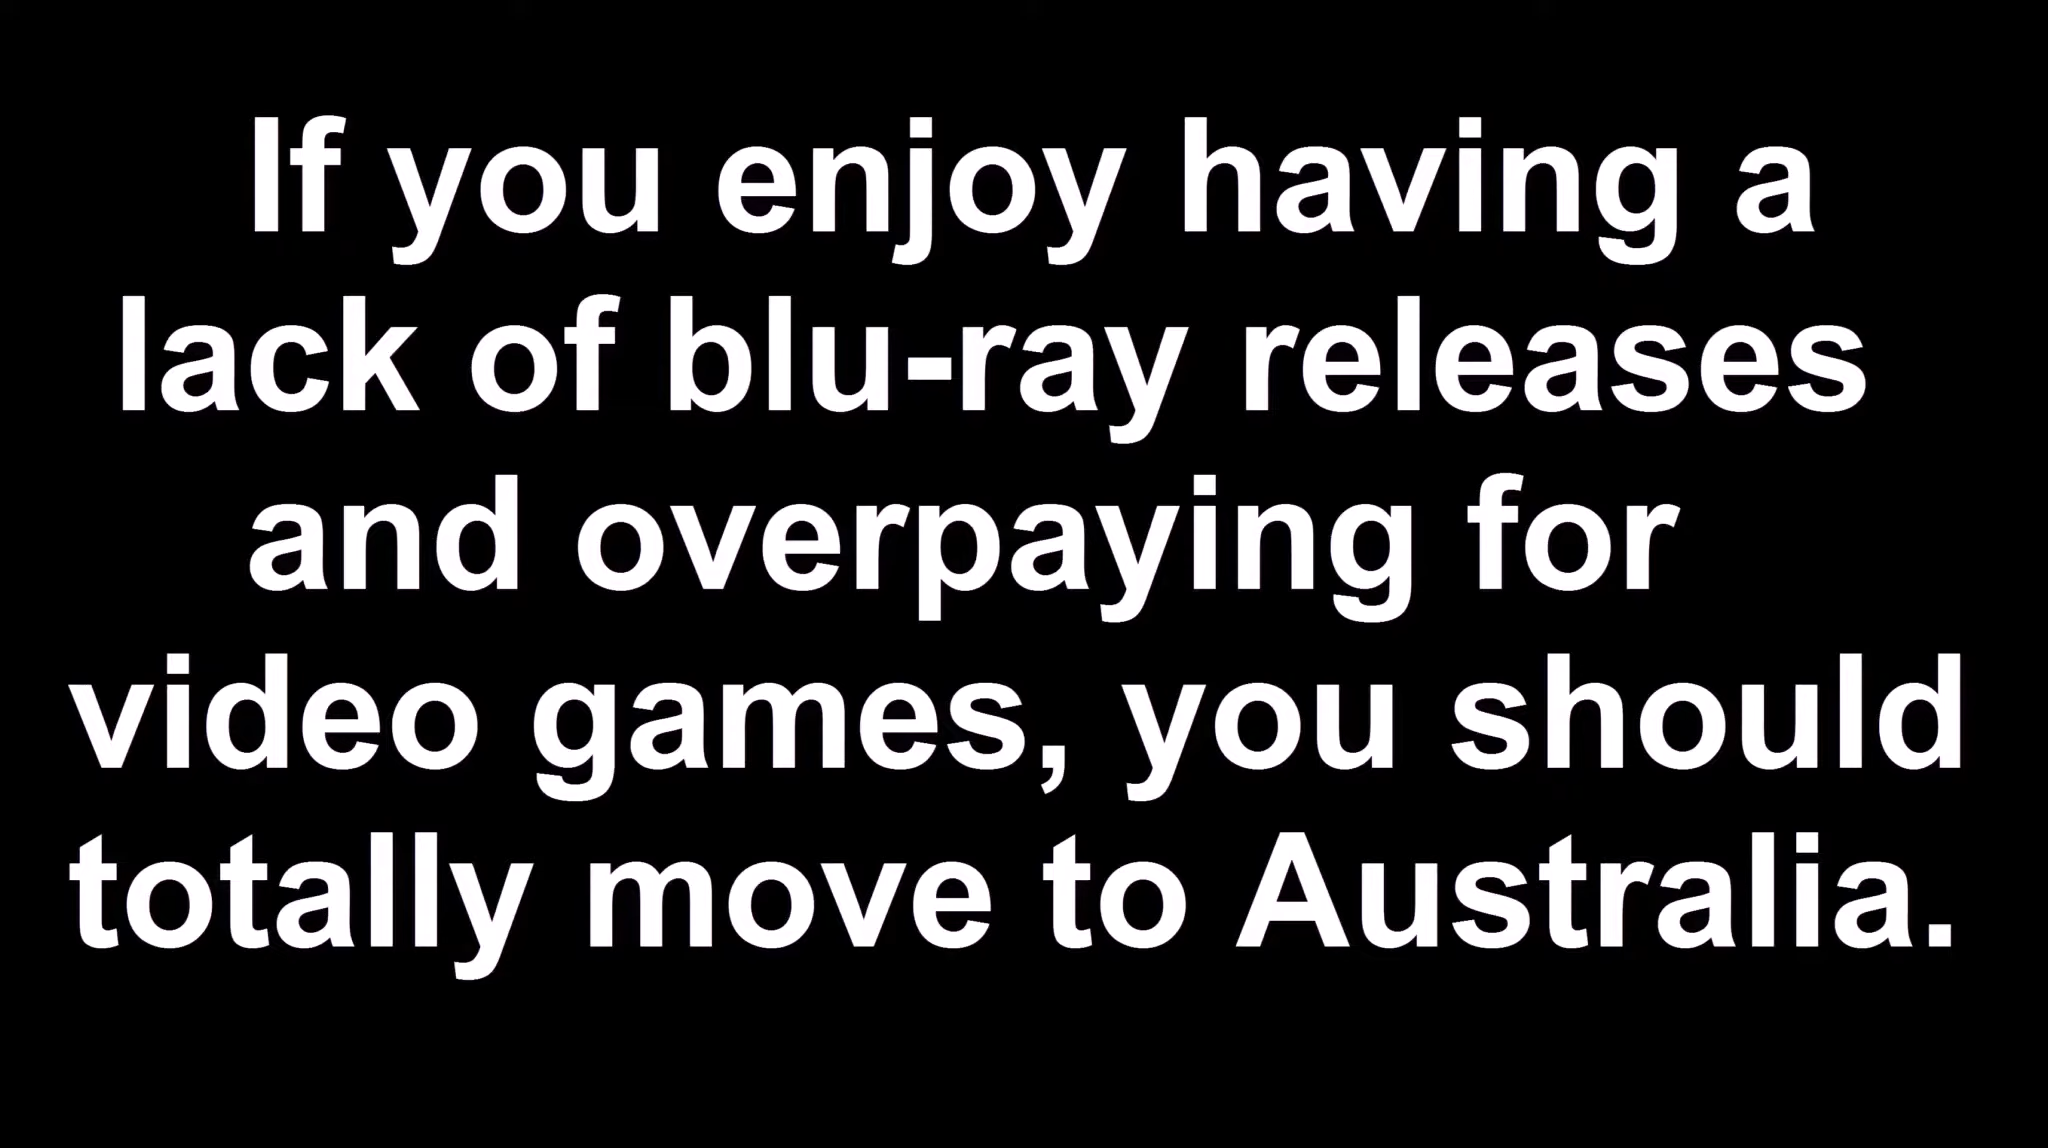 If you enjoy having a
lack of blu-ray releases
and overpaying for
video games, you should
totally move to Australia.